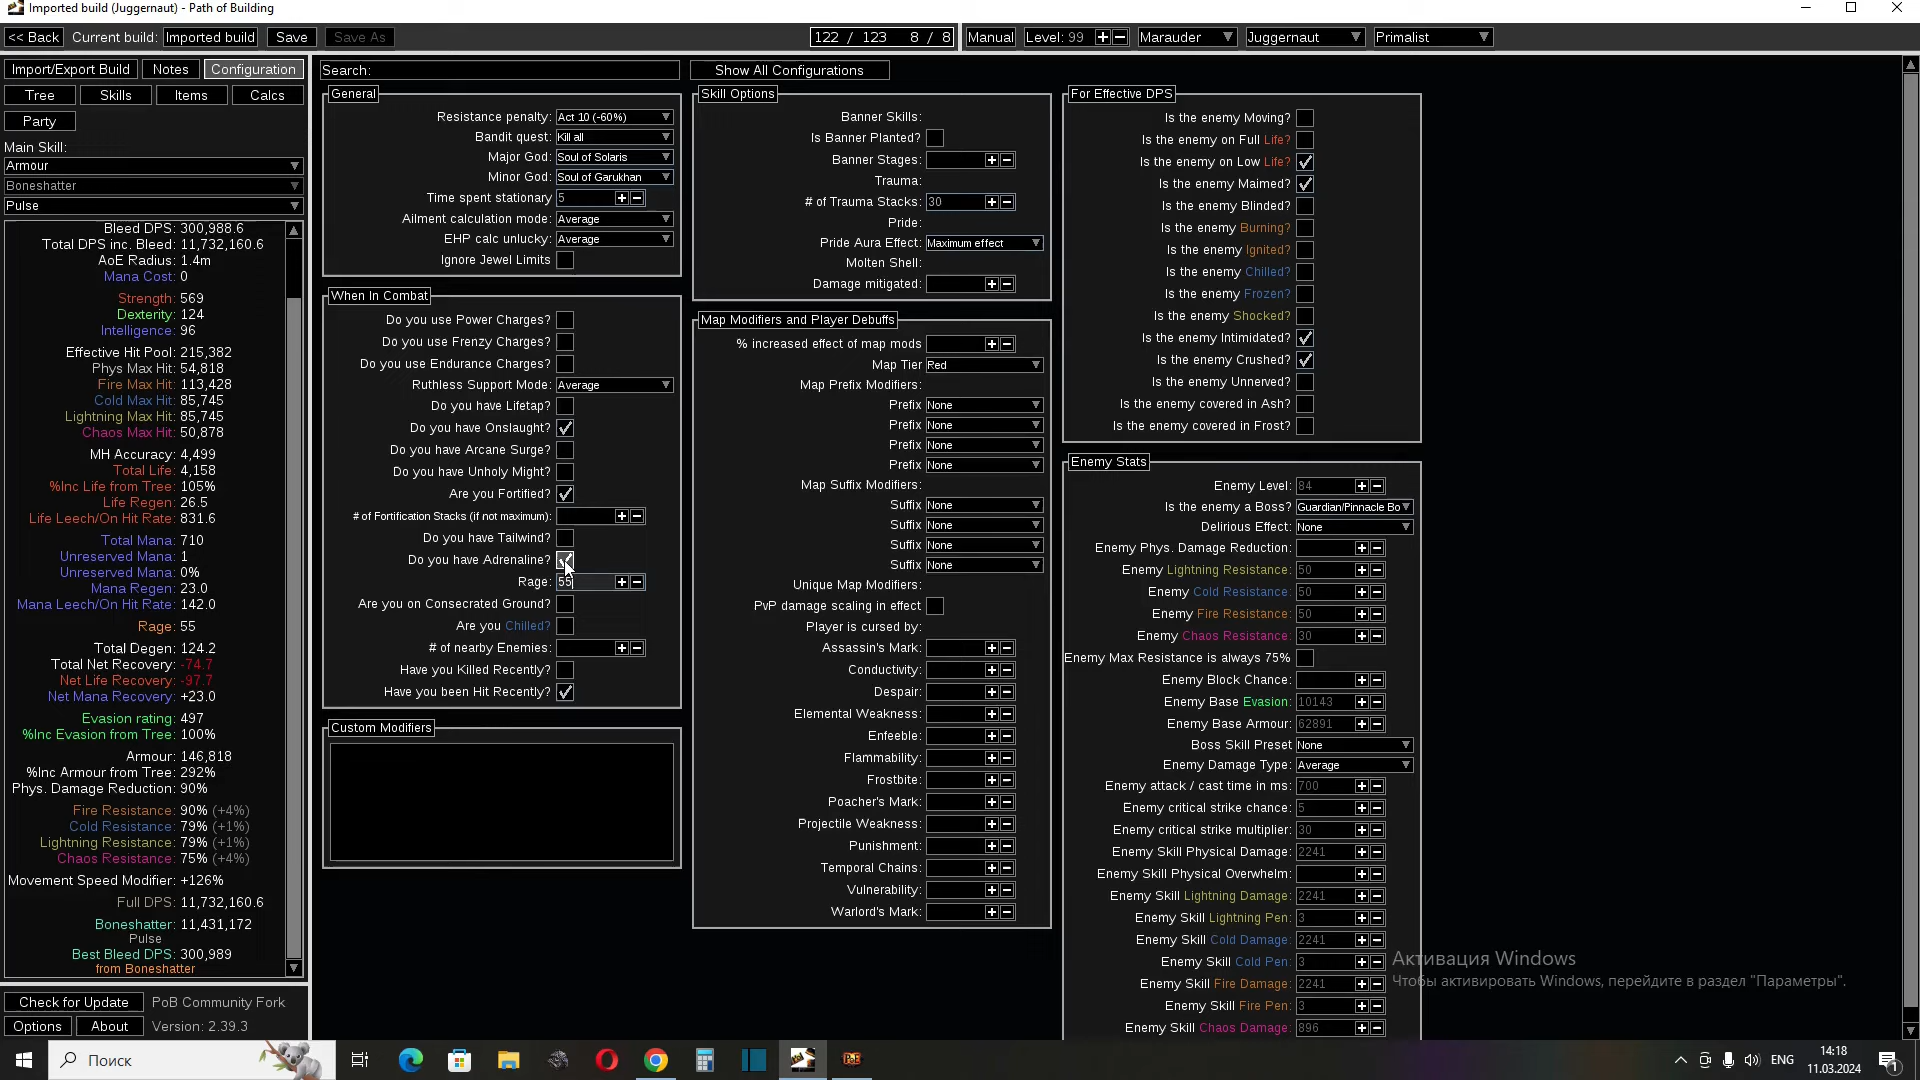 Imported build (Juggernaut) - Path of Building
<< Back Current build: Imported build Save Save As 122 / 123 8 / 8 Manual Level: 99 Marauder Juggernaut Primalist
Import/Export Build Notes Configuration
Tree Skills Items Calcs
Party
Main Skill:
Armour
Boneshatter
Pulse
Bleed DPS: 300,988.6
Total DPS inc. Bleed: 11,732,160.6
AoE Radius: 1.4m
Mana Cost: 0
Strength: 569
Dexterity: 124
Intelligence: 96
Effective Hit Pool: 215,382
Phys Max Hit: 54,818
Fire Max Hit: 113,428
Cold Max Hit: 85,745
Lightning Max Hit: 85,745
Chaos Max Hit: 50,878
MH Accuracy: 4,499
Total Life: 4,158
%Inc Life from Tree: 105%
Life Regen: 26.5
Life Leech/On Hit Rate: 831.6
Total Mana: 710
Unreserved Mana: 1
Unreserved Mana: 0%
Mana Regen: 23.0
Mana Leech/On Hit Rate: 142.0
Rage: 55
Total Degen: 124.2
Total Net Recovery: -74.7
Net Life Recovery: -97.7
Net Mana Recovery: +23.0
Evasion rating: 497
%Inc Evasion from Tree: 100%
Armour: 146,818
%Inc Armour from Tree: 292%
Phys. Damage Reduction: 90%
Fire Resistance: 90% (+4%)
Cold Resistance: 79% (+1%)
Lightning Resistance: 79% (+1%)
Chaos Resistance: 75% (+4%)
Movement Speed Modifier: +126%
Full DPS: 11,732,160.6
Boneshatter: 11,431,172
Pulse
Best Bleed DPS: 300,989
from Boneshatter
Check for Update PoB Community Fork
Options About Version: 2.39.3
Search: Show All Configurations
General
Resistance penalty: Act 10 (-60%)
Bandit quest: Kill all
Major God: Soul of Solaris
Minor God: Soul of Garukhan
Time spent stationary 5
Ailment calculation mode: Average
EHP calc unlucky: Average
Ignore Jewel Limits
When In Combat
Do you use Power Charges?
Do you use Frenzy Charges?
Do you use Endurance Charges?
Ruthless Support Mode: Average
Do you have Lifetap?
Do you have Onslaught?
Do you have Arcane Surge?
Do you have Unholy Might?
Are you Fortified?
# of Fortification Stacks (if not maximum):
Do you have Tailwind?
Do you have Adrenaline?
Rage: 55
Are you on Consecrated Ground?
Are you Chilled?
# of nearby Enemies:
Have you Killed Recently?
Have you been Hit Recently?
Custom Modifiers
Skill Options
Banner Skills:
Is Banner Planted?
Banner Stages:
Trauma:
# of Trauma Stacks: 30
Pride:
Pride Aura Effect: Maximum effect
Molten Shell:
Damage mitigated:
Map Modifiers and Player Debuffs
% increased effect of map mods
Map Tier Red
Map Prefix Modifiers:
Prefix None
Prefix None
Prefix None
Prefix None
Map Suffix Modifiers:
Suffix None
Suffix None
Suffix None
Suffix None
Unique Map Modifiers:
PvP damage scaling in effect
Player is cursed by:
Assassin's Mark:
Conductivity:
Despair:
Elemental Weakness:
Enfeeble:
Flammability:
Frostbite:
Poacher's Mark:
Projectile Weakness:
Punishment:
Temporal Chains:
Vulnerability:
Warlord's Mark:
For Effective DPS
Is the enemy Moving?
Is the enemy on Full Life?
Is the enemy on Low Life?
Is the enemy Maimed?
Is the enemy Blinded?
Is the enemy Burning?
Is the enemy Ignited?
Is the enemy Chilled?
Is the enemy Frozen?
Is the enemy Shocked?
Is the enemy Intimidated?
Is the enemy Crushed?
Is the enemy Unnerved?
Is the enemy covered in Ash?
Is the enemy covered in Frost?
Enemy Stats
Enemy Level: 84
Is the enemy a Boss? Guardian/Pinnacle Bo
Delirious Effect: None
Enemy Phys. Damage Reduction:
Enemy Lightning Resistance: 50
Enemy Cold Resistance: 50
Enemy Fire Resistance: 50
Enemy Chaos Resistance: 30
Enemy Max Resistance is always 75%
Enemy Block Chance:
Enemy Base Evasion: 10143
Enemy Base Armour: 62891
Boss Skill Preset None
Enemy Damage Type: Average
Enemy attack / cast time in ms: 700
Enemy critical strike chance: 5
Enemy critical strike multiplier: 30
Enemy Skill Physical Damage: 2241
Enemy Skill Physical Overwhelm:
Enemy Skill Lightning Damage: 2241
Enemy Skill Lightning Pen: 3
Enemy Skill Cold Damage: 2241
Enemy Skill Cold Pen: 3
Enemy Skill Fire Damage: 2241
Enemy Skill Fire Pen: 3
Enemy Skill Chaos Damage: 896
Активация Windows
Чтобы активировать Windows, перейдите в раздел "Параметры".
Поиск
ENG
14:18
11.03.2024
1